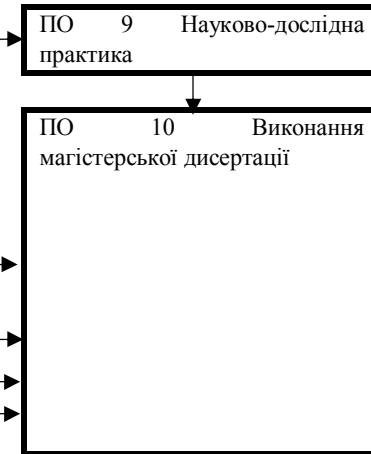 ПО 9 Науково-дослідна
практика
ПО 10 Виконання
магістерської дисертації